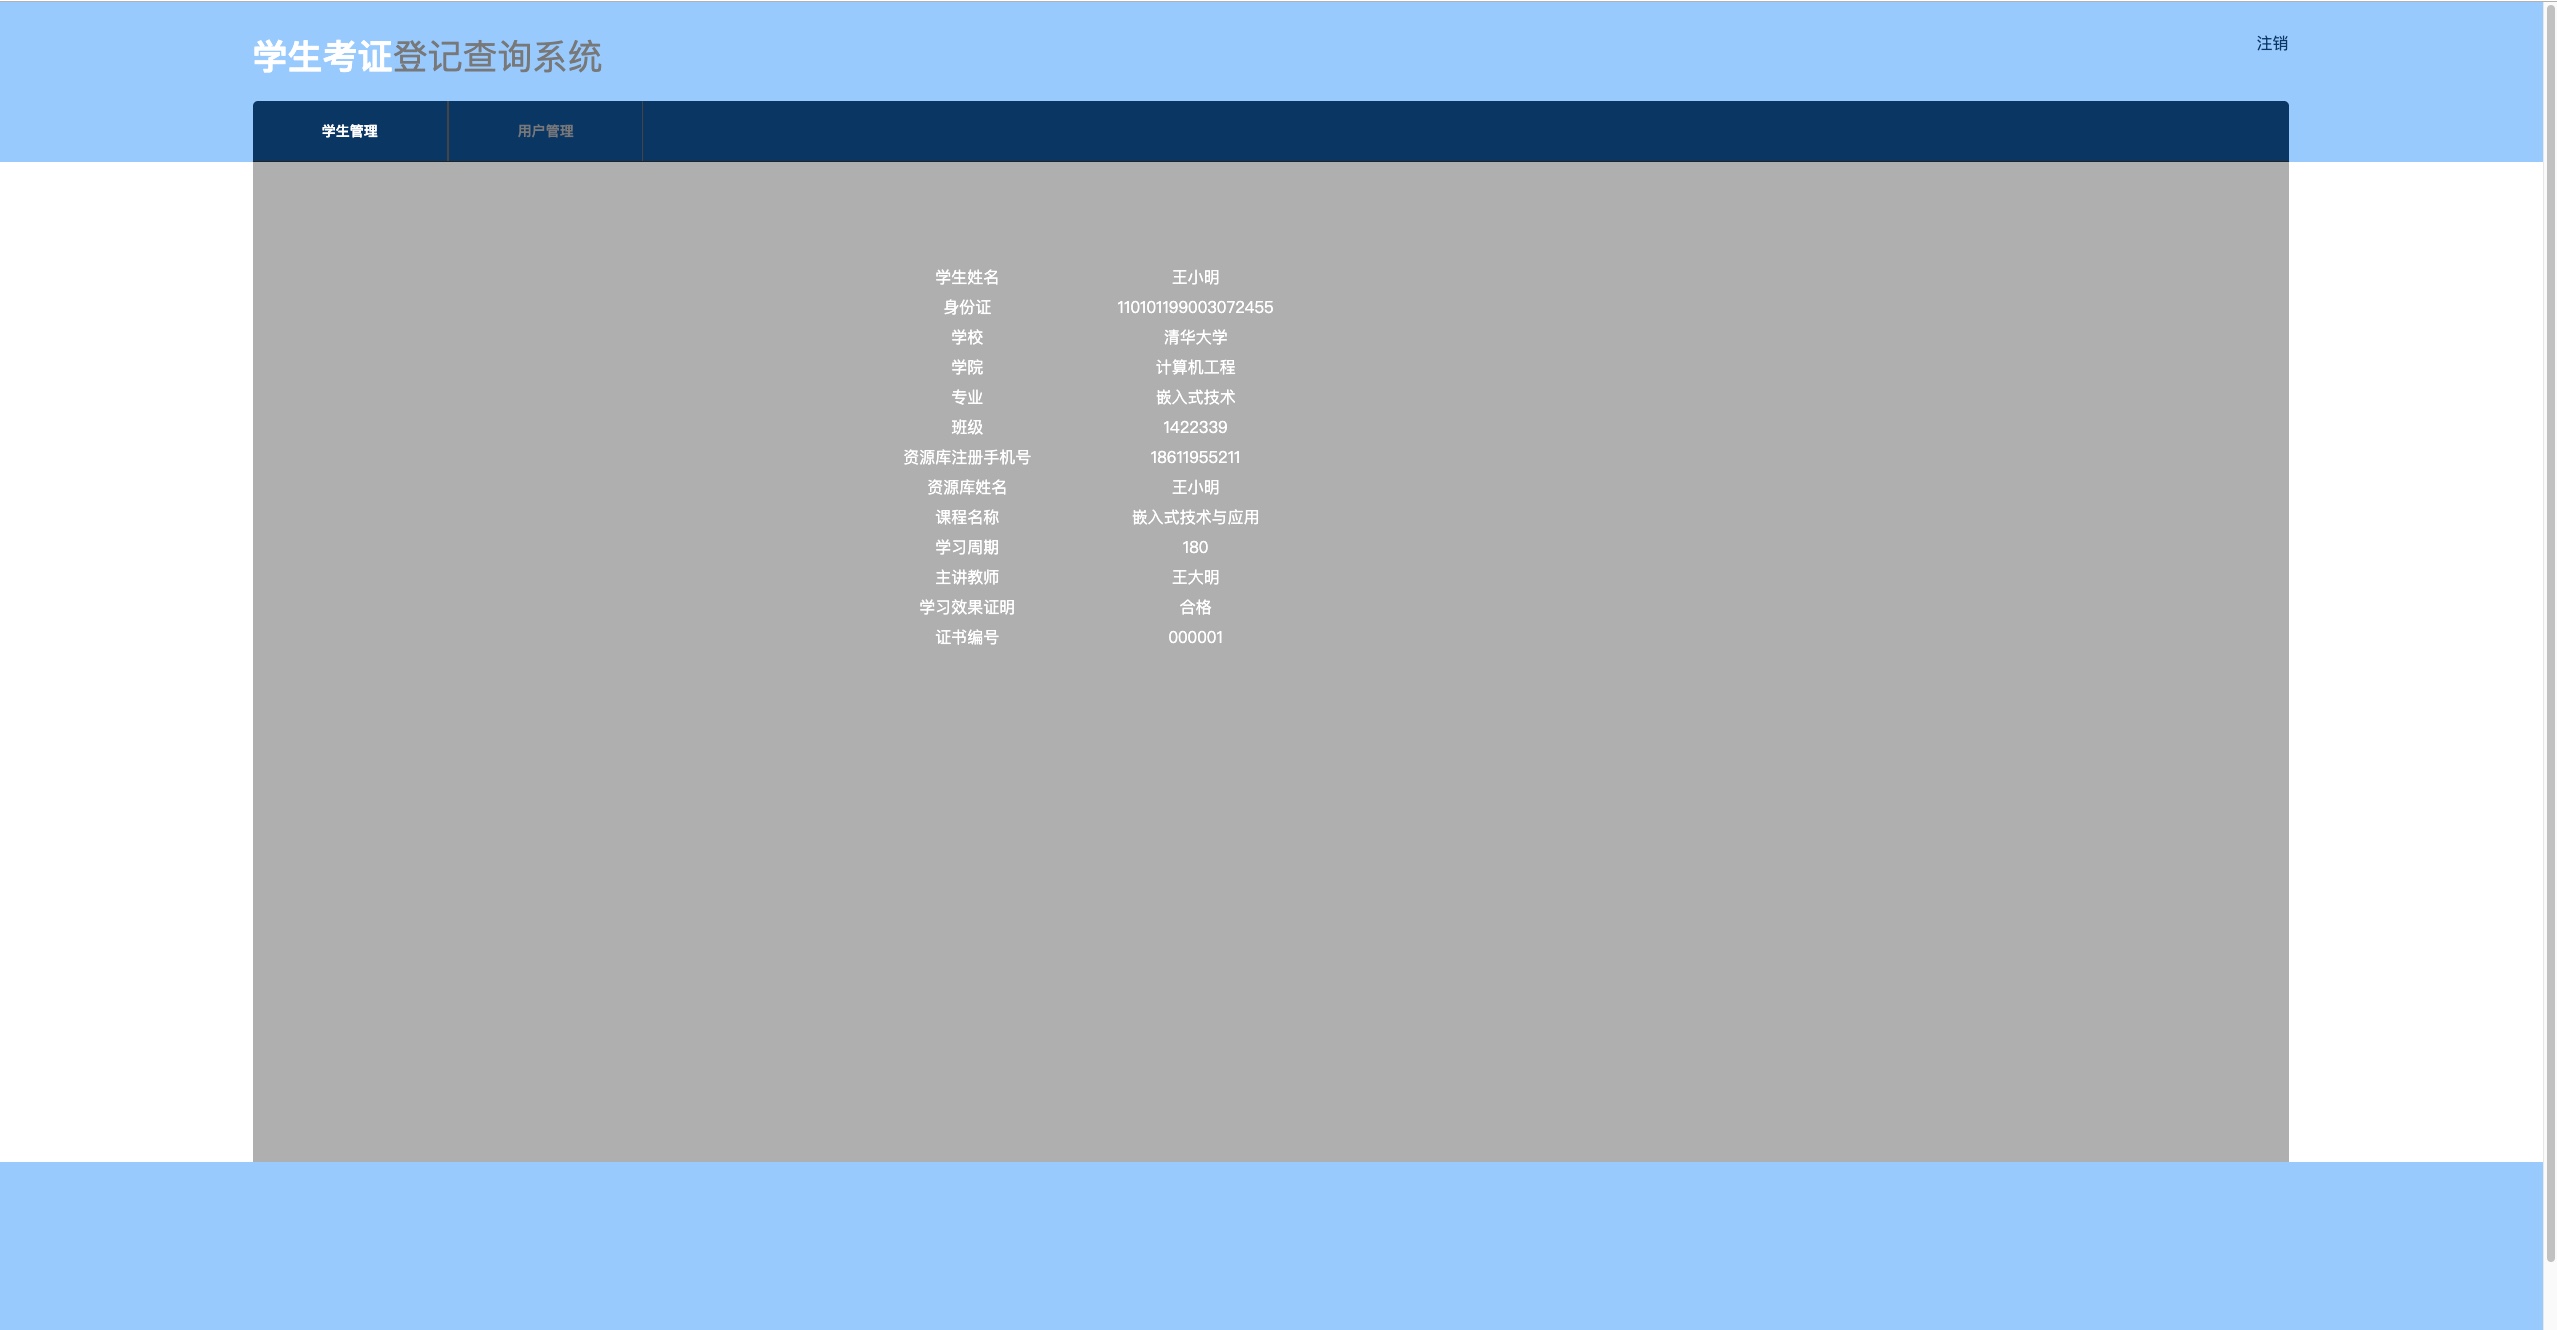 学生考证登记查询系统
注销
学生管理 用户管理
学生姓名 王小明
身份证 110101199003072455
学校 清华大学
学院 计算机工程
专业 嵌入式技术
班级 1422339
资源库注册手机号 18611955211
资源库姓名 王小明
课程名称 嵌入式技术与应用
学习周期 180
主讲教师 王大明
学习效果证明 合格
证书编号 000001